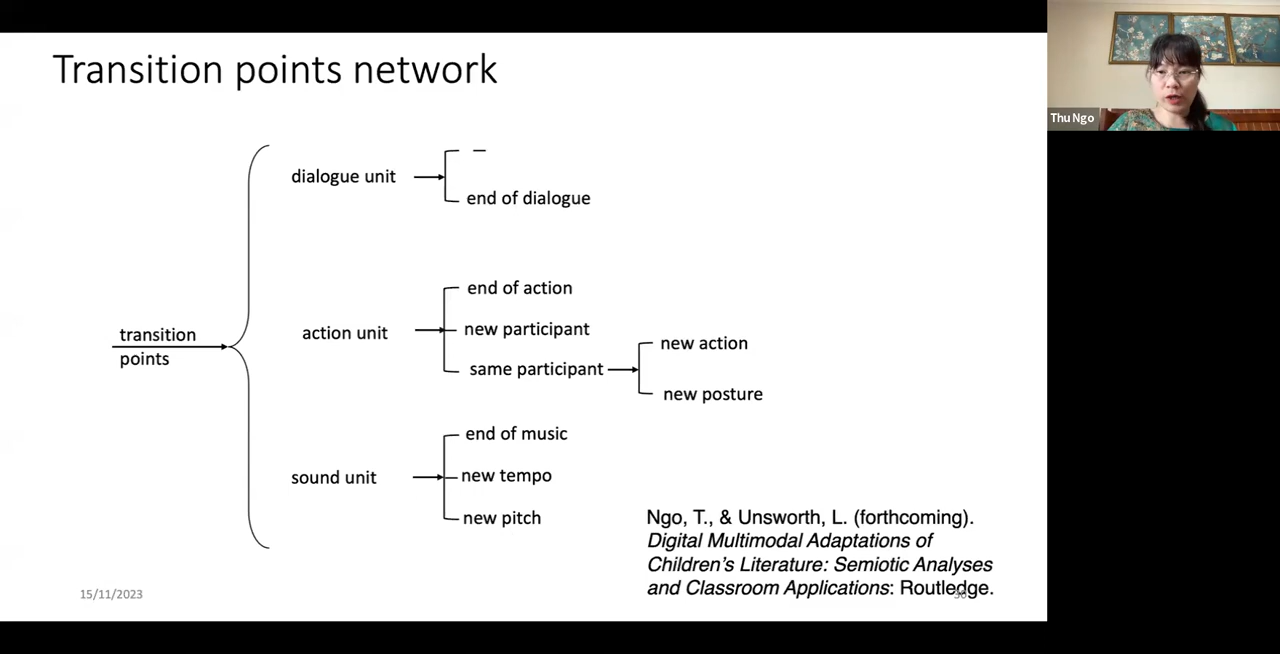 Transition points network
Thu Ngo
–
dialogue unit
end of dialogue
end of action
transition
points
action unit
new participant
new action
same participant
new posture
end of music
sound unit
new tempo
new pitch
Ngo, T., & Unsworth, L. (forthcoming).
Digital Multimodal Adaptations of
Children’s Literature: Semiotic Analyses
and Classroom Applications: Routledge.
15/11/2023